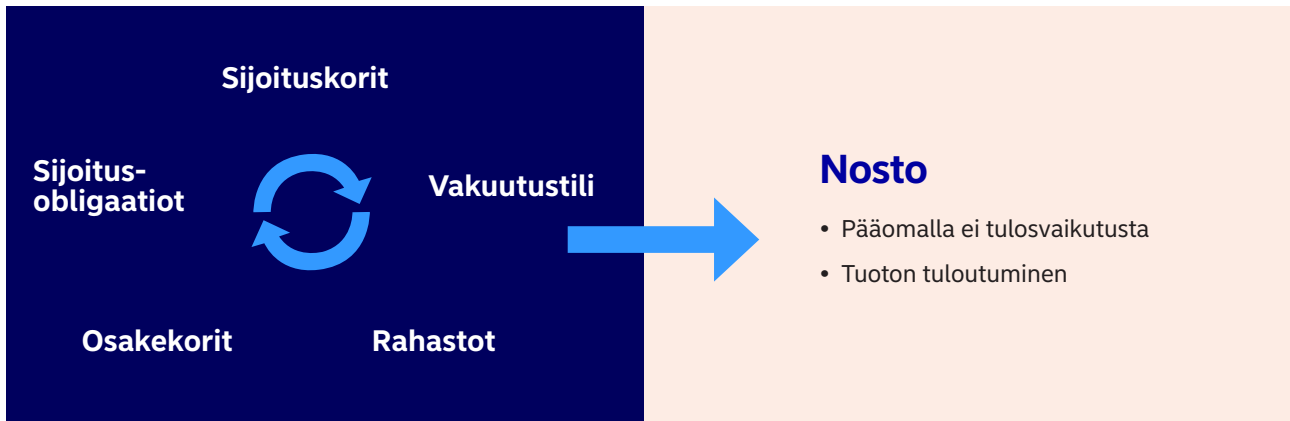 Sijoituskorit
Sijoitus-
obligaatiot
Vakuutustili
Osakekorit
Rahastot
Nosto
• Pääomalla ei tulosvaikutusta
• Tuoton tuloutuminen